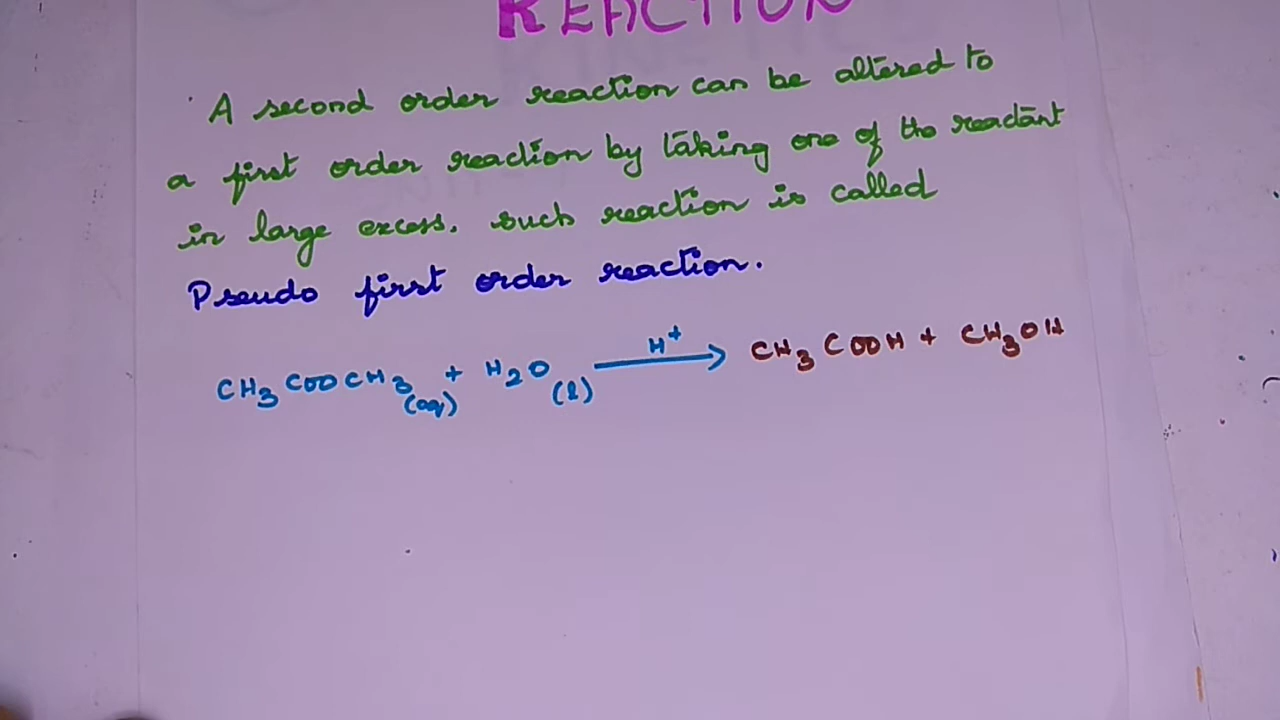 REACTION
A second order reaction can be altered to
a first order reaction by taking one of the reactant
in large excess. such reaction is called
Pseudo first order reaction.
CH3COOCH3(aq) + H2O(l) —H+→ CH3COOH + CH3OH